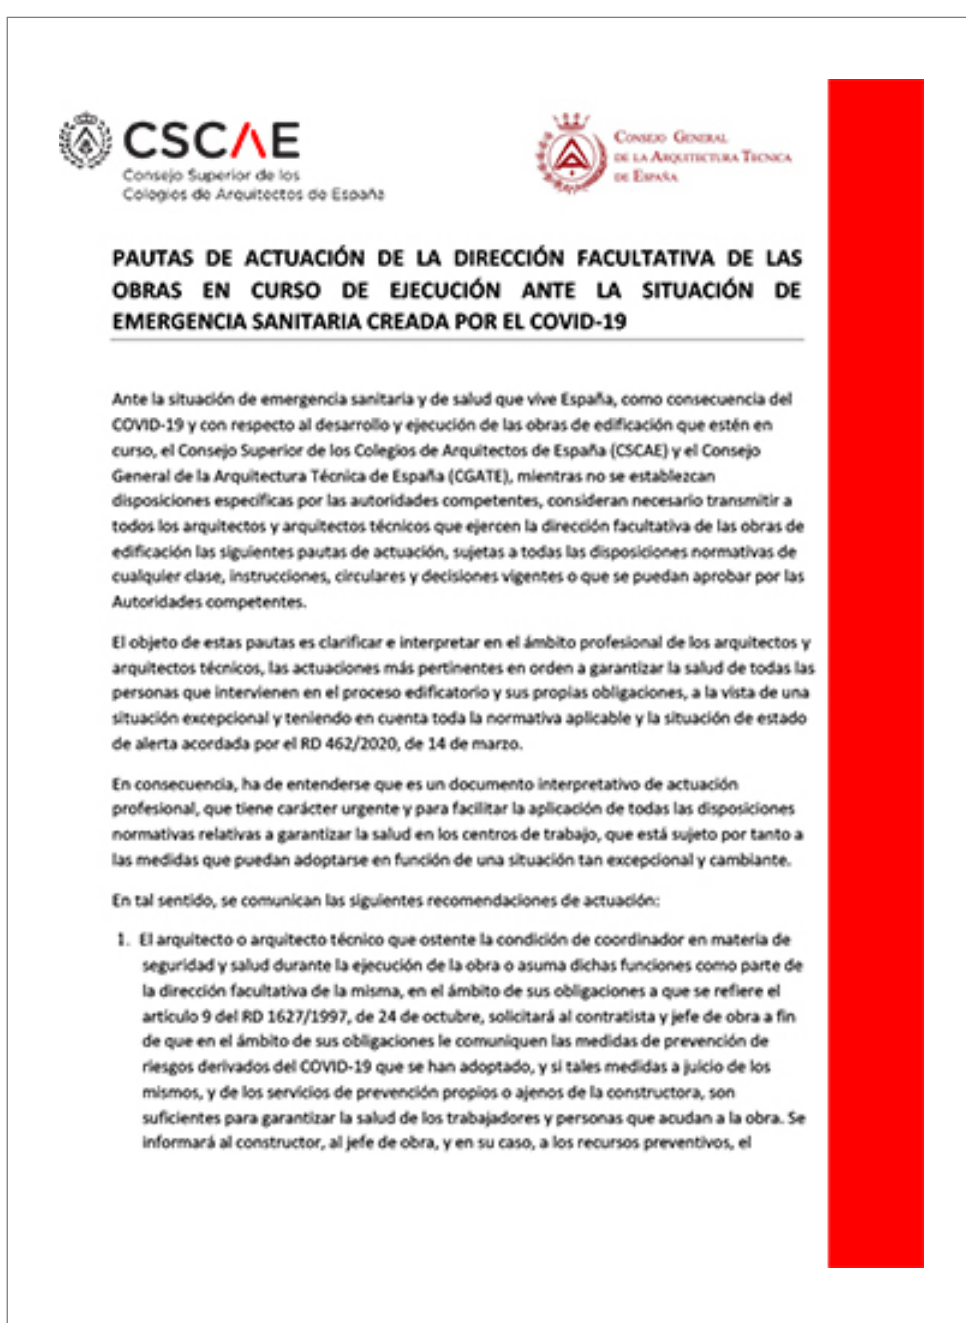 CSCAE
Consejo Superior de los
Colegios de Arquitectos de España
CONSEJO GENERAL
DE LA ARQUITECTURA TECNICA
DE ESPAÑA
PAUTAS DE ACTUACIÓN DE LA DIRECCIÓN FACULTATIVA DE LAS
OBRAS EN CURSO DE EJECUCIÓN ANTE LA SITUACIÓN DE
EMERGENCIA SANITARIA CREADA POR EL COVID-19
Ante la situación de emergencia sanitaria y de salud que vive España, como consecuencia del
COVID-19 y con respecto al desarrollo y ejecución de las obras de edificación que estén en
curso, el Consejo Superior de los Colegios de Arquitectos de España (CSCAE) y el Consejo
General de la Arquitectura Técnica de España (CGATE), mientras no se establezcan
disposiciones específicas por las autoridades competentes, consideran necesario transmitir a
todos los arquitectos y arquitectos técnicos que ejercen la dirección facultativa de las obras de
edificación las siguientes pautas de actuación, sujetas a todas las disposiciones normativas de
cualquier clase, instrucciones, circulares y decisiones vigentes o que se puedan aprobar por las
Autoridades competentes.
El objeto de estas pautas es clarificar e interpretar en el ámbito profesional de los arquitectos y
arquitectos técnicos, las actuaciones más pertinentes en orden a garantizar la salud de todas las
personas que intervienen en el proceso edificatorio y sus propias obligaciones, a la vista de una
situación excepcional y teniendo en cuenta toda la normativa aplicable y la situación de estado
de alerta acordada por el RD 462/2020, de 14 de marzo.
En consecuencia, ha de entenderse que es un documento interpretativo de actuación
profesional, que tiene carácter urgente y para facilitar la aplicación de todas las disposiciones
normativas relativas a garantizar la salud en los centros de trabajo, que está sujeto por tanto a
las medidas que puedan adoptarse en función de una situación tan excepcional y cambiante.
En tal sentido, se comunican las siguientes recomendaciones de actuación:
1. El arquitecto o arquitecto técnico que ostente la condición de coordinador en materia de
seguridad y salud durante la ejecución de la obra o asuma dichas funciones como parte de
la dirección facultativa de la misma, en el ámbito de sus obligaciones a que se refiere el
artículo 9 del RD 1627/1997, de 24 de octubre, solicitará al contratista y jefe de obra a fin
de que en el ámbito de sus obligaciones le comuniquen las medidas de prevención de
riesgos derivados del COVID-19 que se han adoptado, y si tales medidas a juicio de los
mismos, y de los servicios de prevención propios o ajenos de la constructora, son
suficientes para garantizar la salud de los trabajadores y personas que acudan a la obra. Se
informará al constructor, al jefe de obra, y en su caso, a los recursos preventivos, el